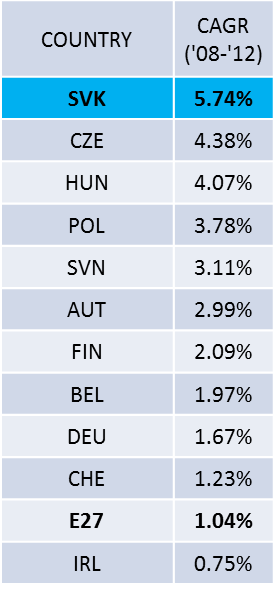 COUNTRY CAGR ('08-'12)
SVK 5.74%
CZE 4.38%
HUN 4.07%
POL 3.78%
SVN 3.11%
AUT 2.99%
FIN 2.09%
BEL 1.97%
DEU 1.67%
CHE 1.23%
E27 1.04%
IRL 0.75%